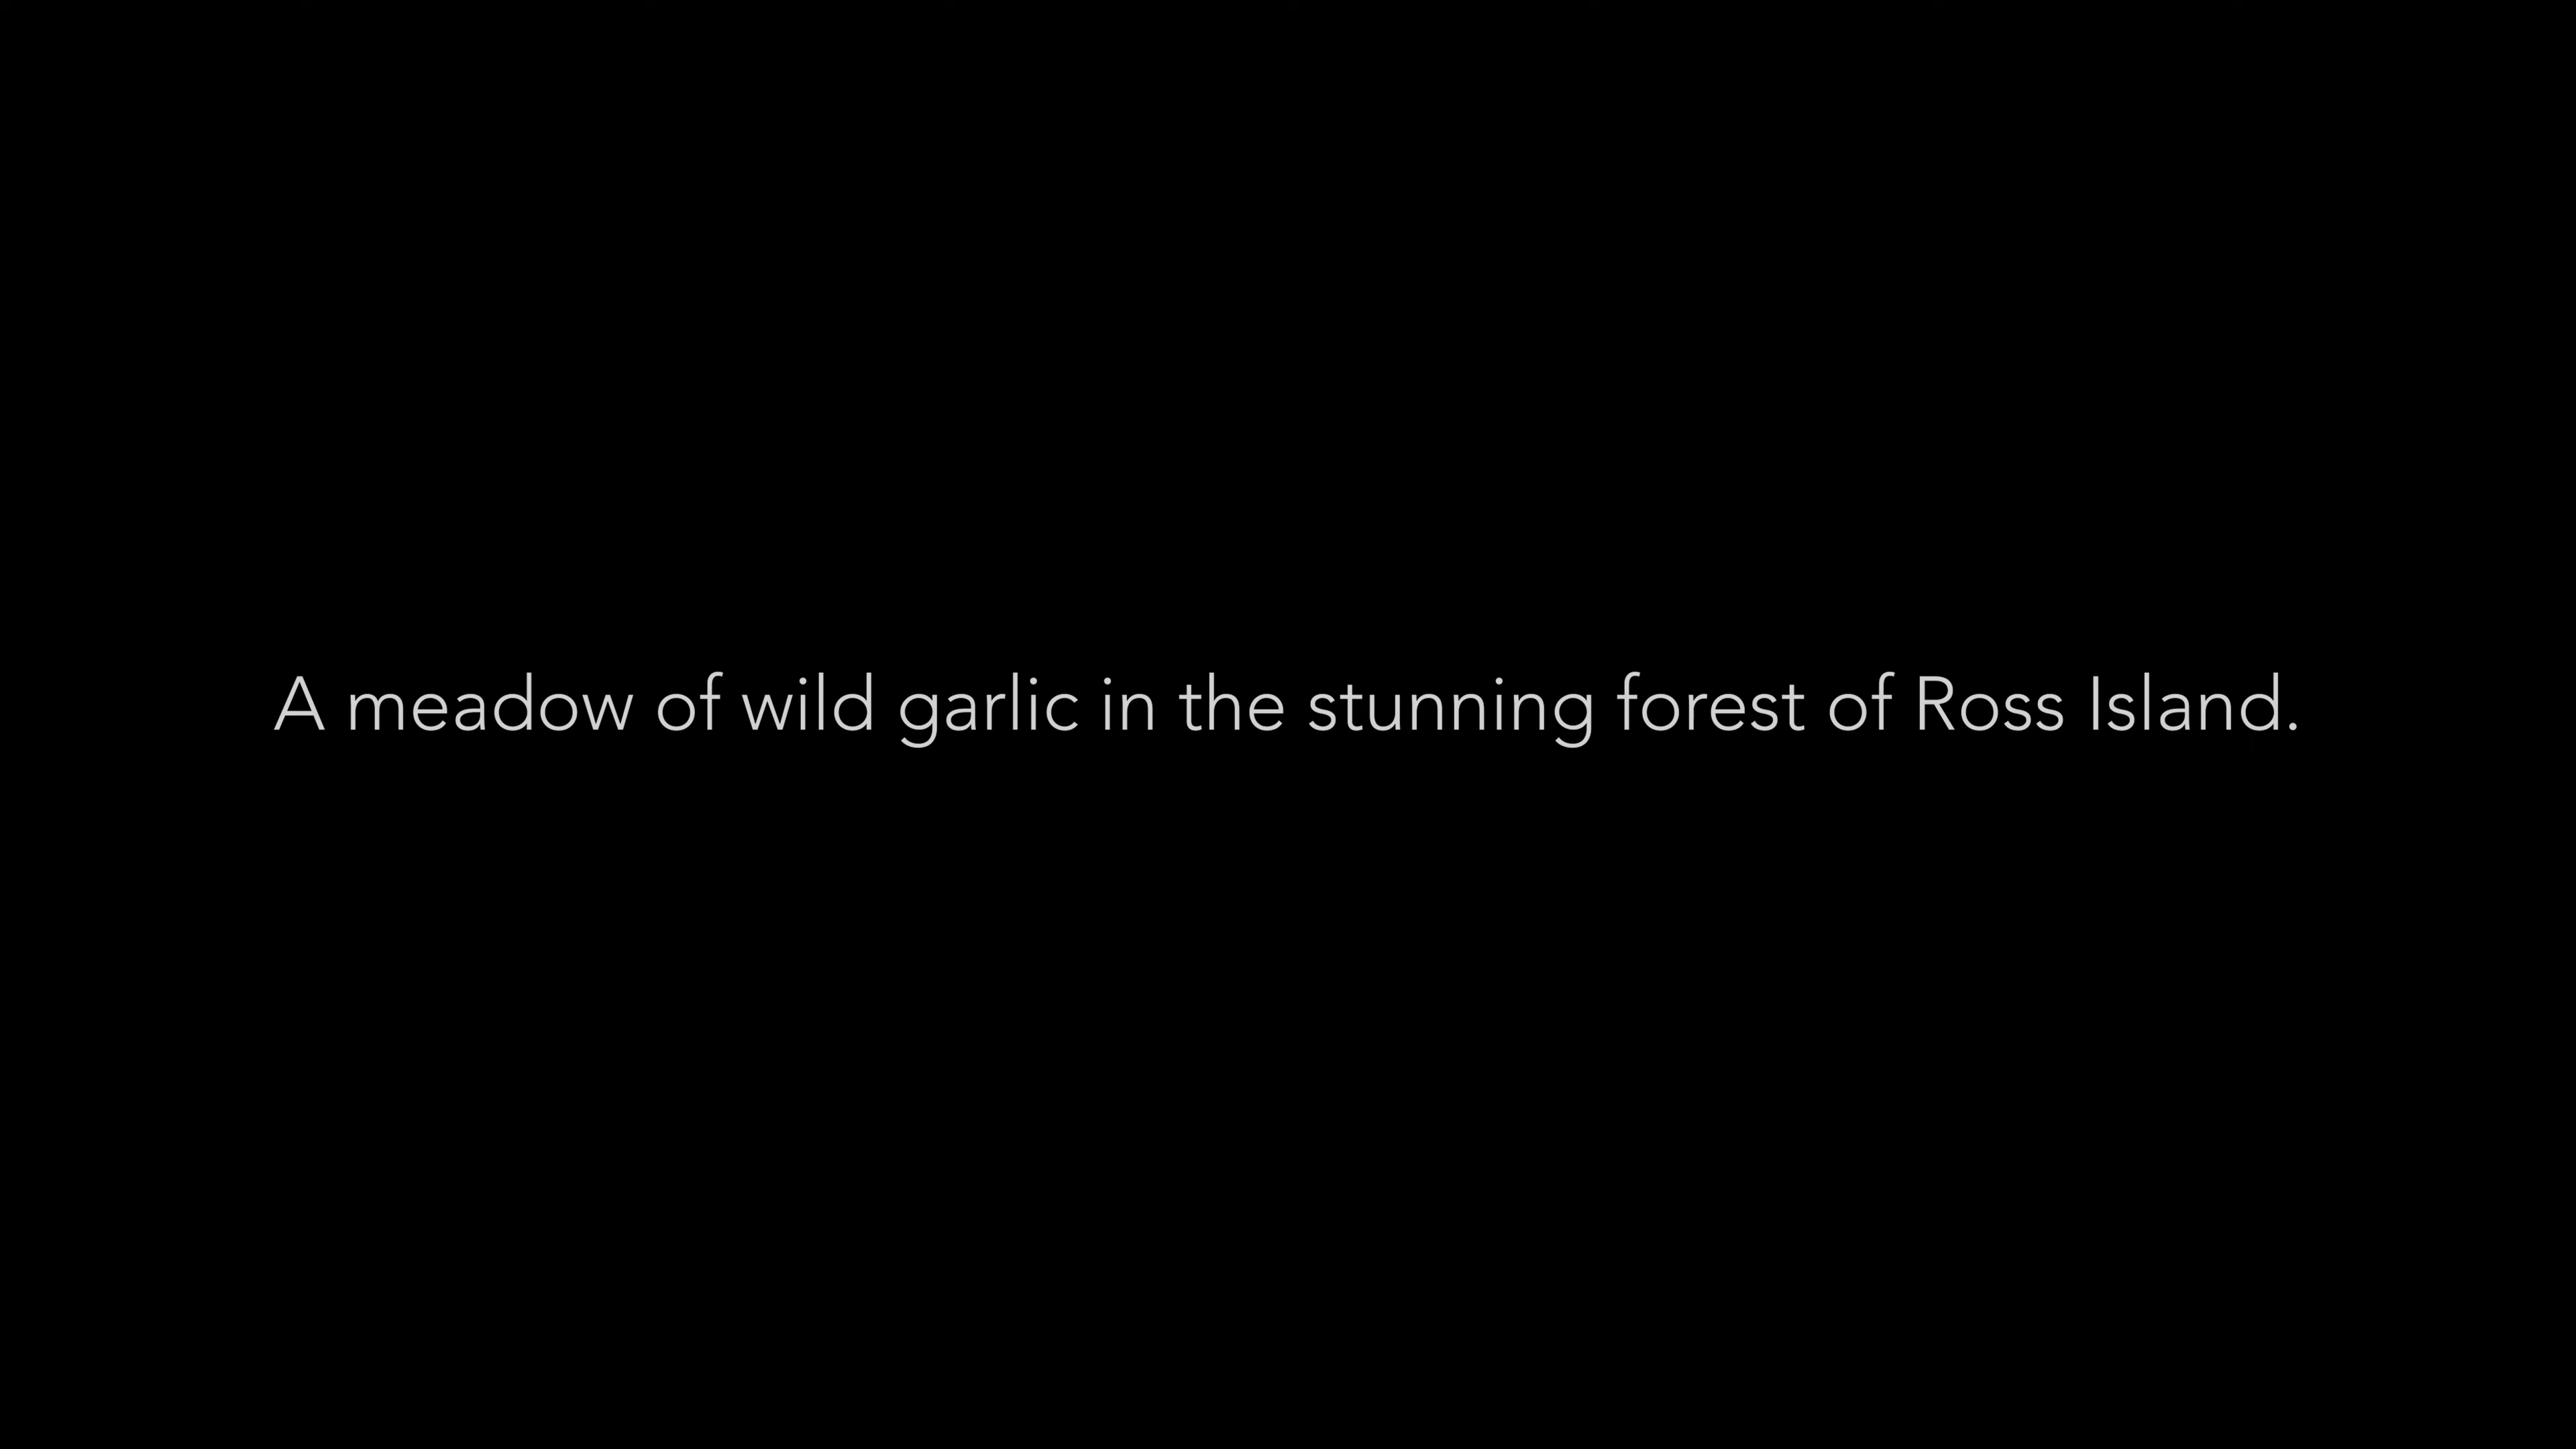 A meadow of wild garlic in the stunning forest of Ross Island.